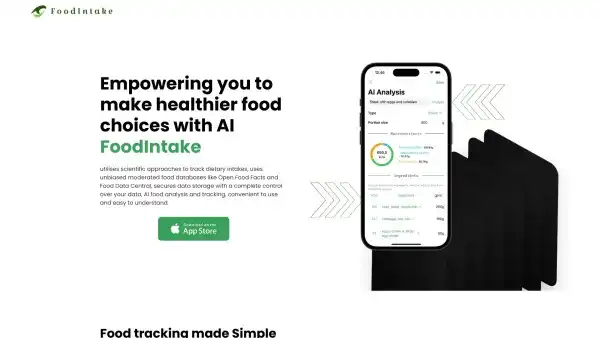 FoodIntake
Empowering you to
make healthier food
choices with AI
FoodIntake
utilises scientific approaches to track dietary intakes, uses
unbiased moderated food databases like Open Food Facts and
Food Data Central, secures data storage with a complete control
over your data, AI food analysis and tracking, convenient to use
and easy to understand.
Download on the
App Store
12:46
AI Analysis
Type
Portion size
Macronutrients
Ingredients
Food tracking made Simple